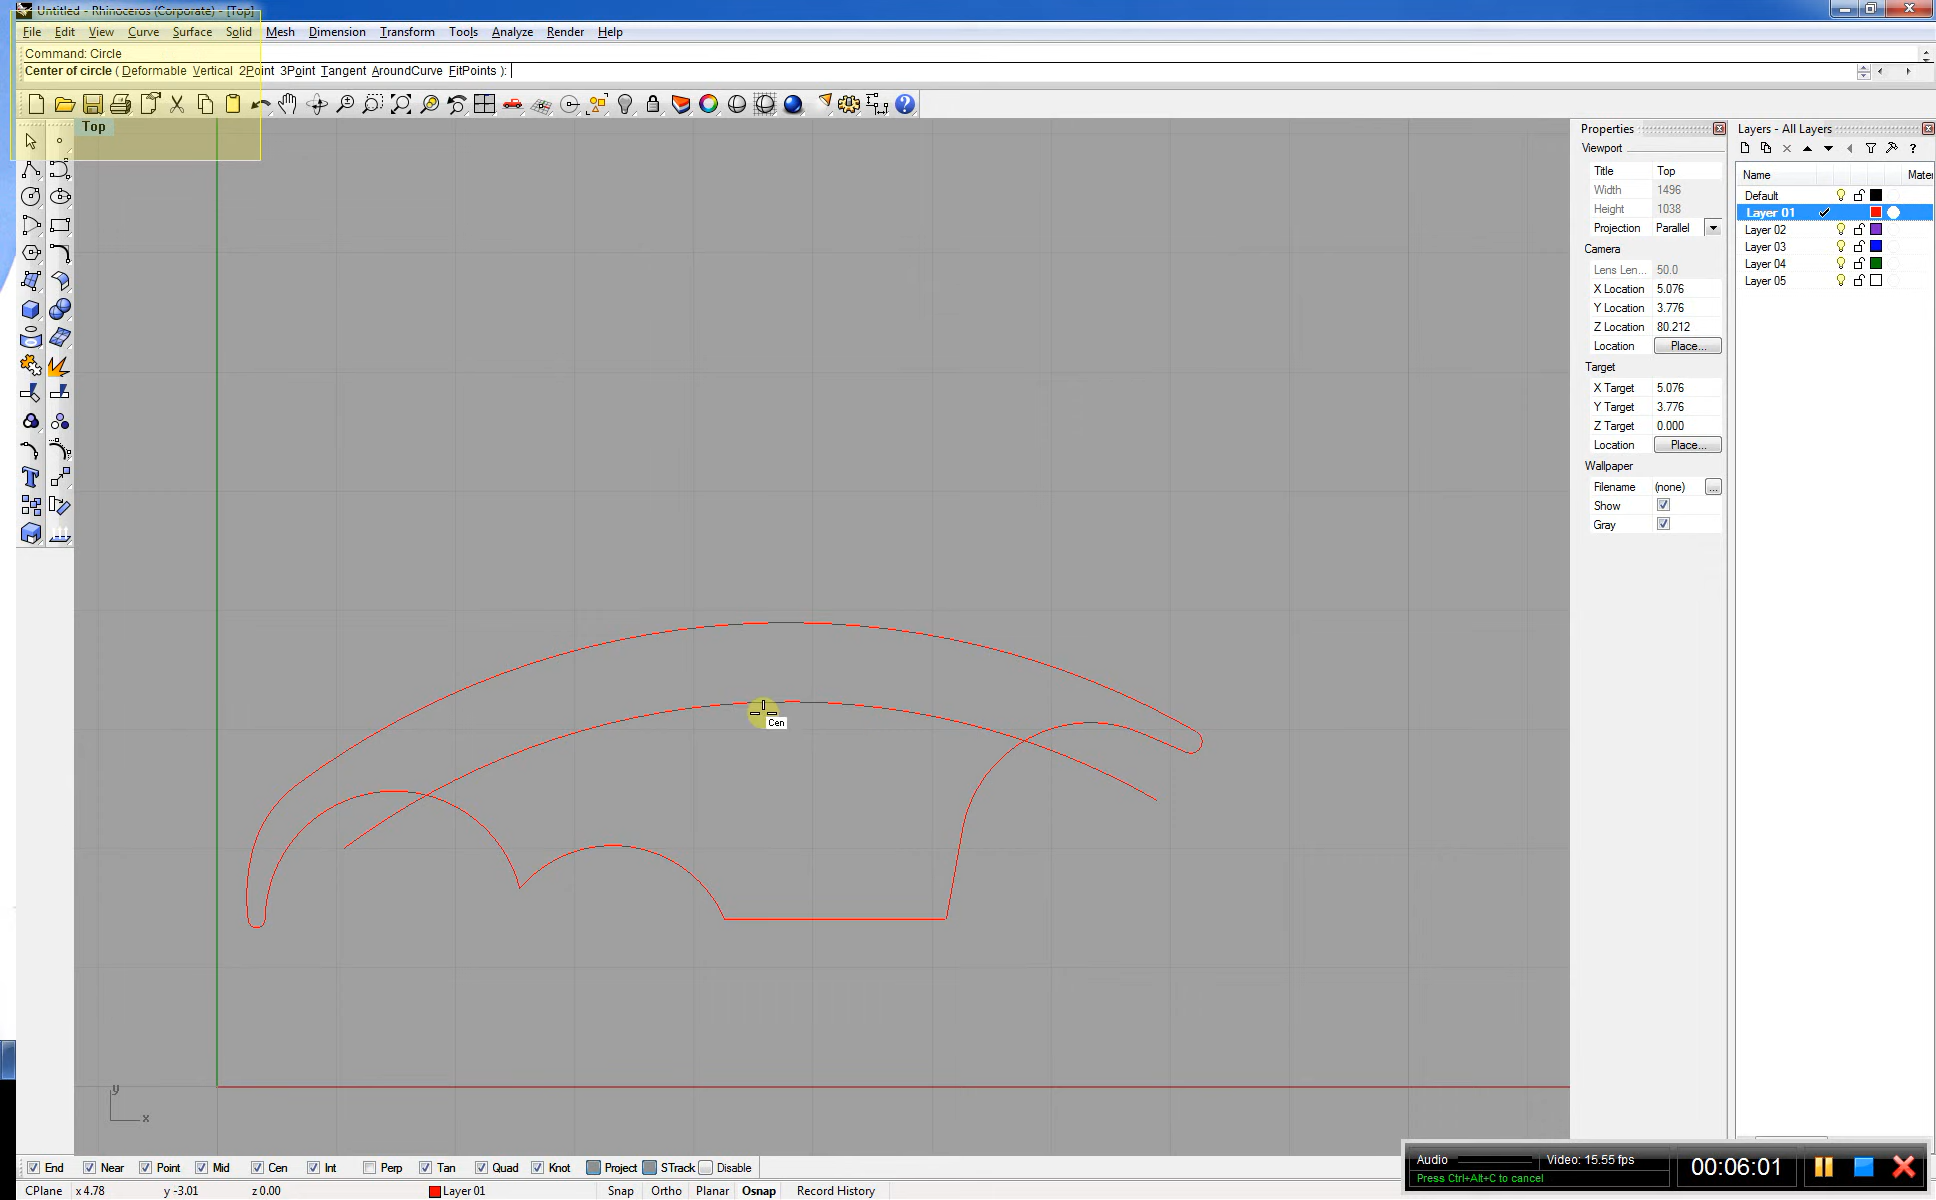 Untitled - Rhinoceros (Corporate) - [Top]
File Edit View Curve Surface Solid Mesh Dimension Transform Tools Analyze Render Help
Command: Circle
Center of circle ( Deformable Vertical 2Point 3Point Tangent AroundCurve FitPoints ):
Top
Cen
y
x
Properties
Viewport
Title Top
Width 1496
Height 1038
Projection Parallel
Camera
Lens Len... 50.0
X Location 5.076
Y Location 3.776
Z Location 80.212
Location Place...
Target
X Target 5.076
Y Target 3.776
Z Target 0.000
Location Place...
Wallpaper
Filename (none) ...
Show
Gray
Layers - All Layers
Name Mater
Default
Layer 01
Layer 02
Layer 03
Layer 04
Layer 05
End Near Point Mid Cen Int Perp Tan Quad Knot Project STrack Disable
CPlane x 4.78 y -3.01 z 0.00 Layer 01 Snap Ortho Planar Osnap Record History
Audio Video: 15.55 fps
Press Ctrl+Alt+C to cancel
00:06:01